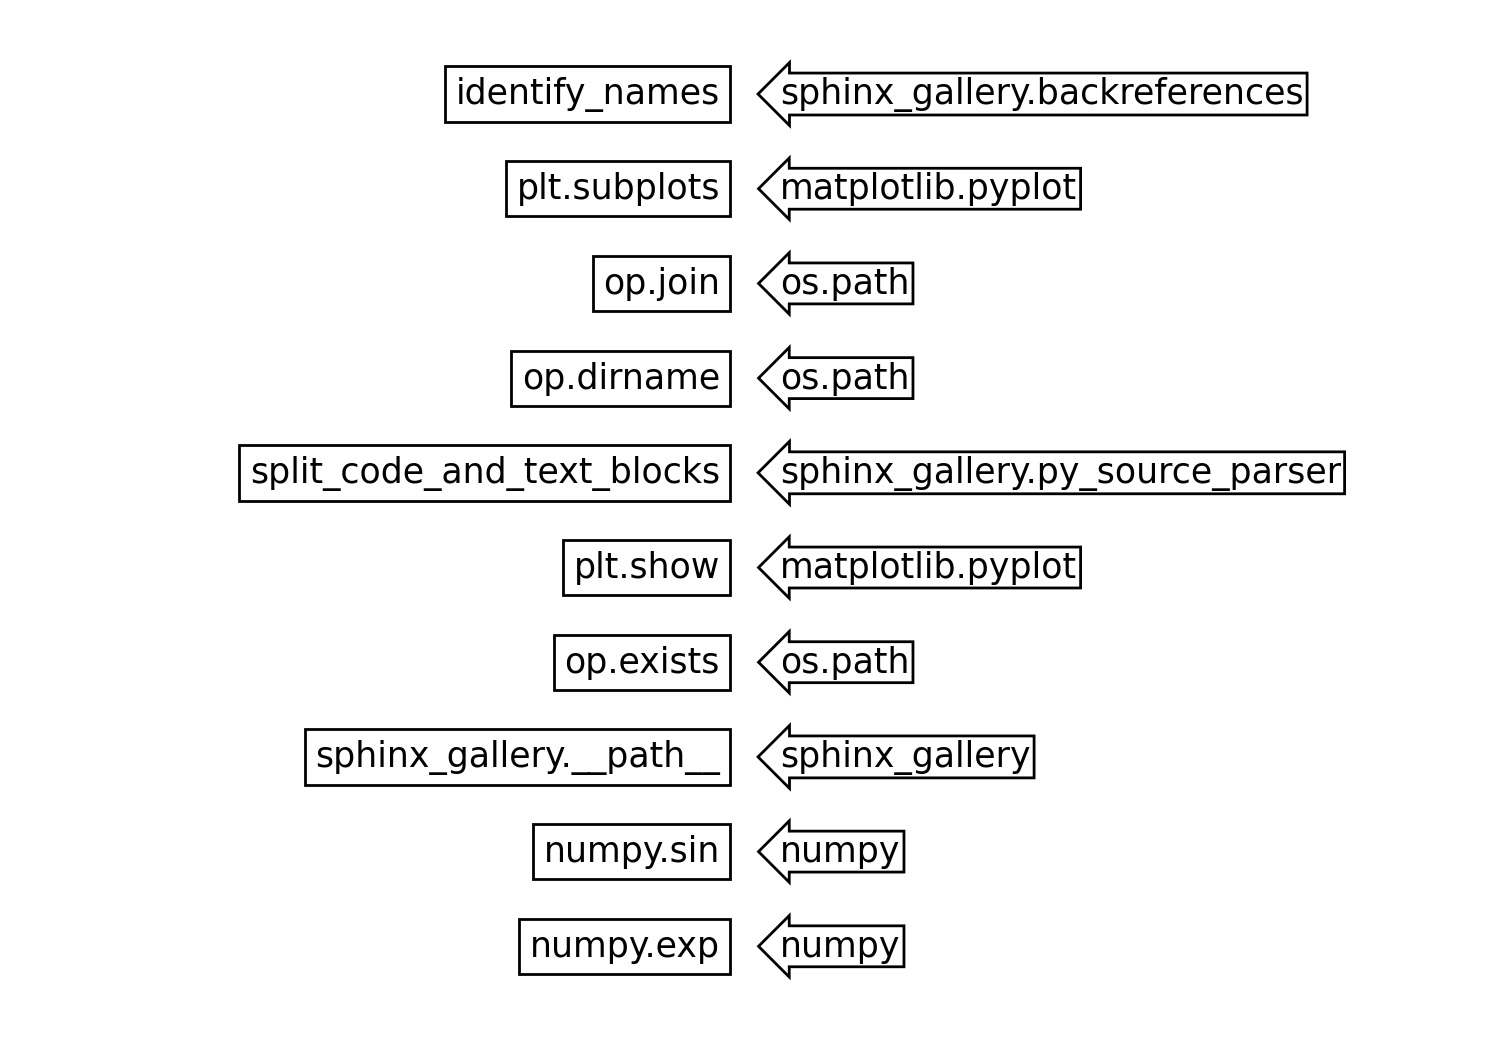 identify_names sphinx_gallery.backreferences
plt.subplots matplotlib.pyplot
op.join os.path
op.dirname os.path
split_code_and_text_blocks sphinx_gallery.py_source_parser
plt.show matplotlib.pyplot
op.exists os.path
sphinx_gallery.__path__ sphinx_gallery
numpy.sin numpy
numpy.exp numpy